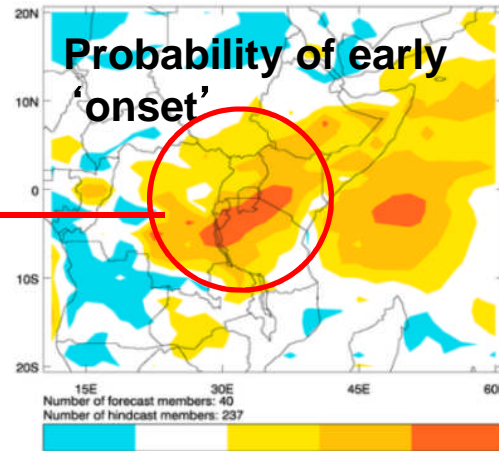 20N
Probability of early
‘onset’
10N
0
10S
20S
15E 30E 45E 60E
Number of forecast members: 40
Number of hindcast members: 237